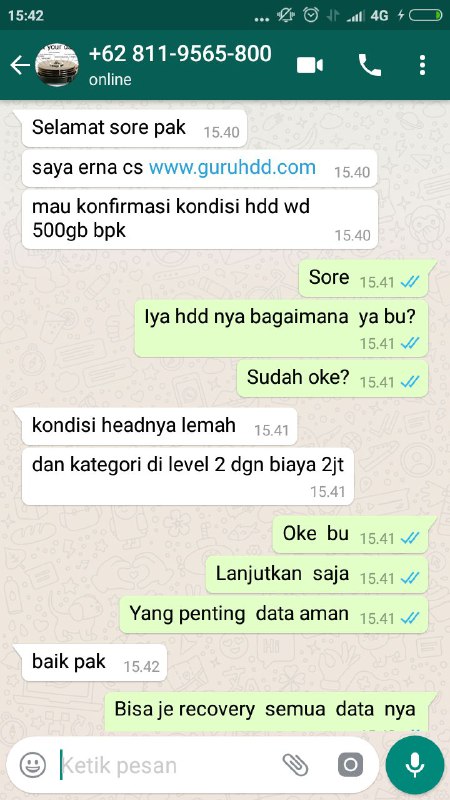 15:42
4G
+62 811-9565-800
online
Selamat sore pak 15.40
saya erna cs www.guruhdd.com 15.40
mau konfirmasi kondisi hdd wd
500gb bpk 15.40
Sore 15.41
Iya hdd nya bagaimana ya bu?
15.41
Sudah oke? 15.41
kondisi headnya lemah 15.41
dan kategori di level 2 dgn biaya 2jt
15.41
Oke bu 15.41
Lanjutkan saja 15.41
Yang penting data aman 15.41
baik pak 15.42
Bisa je recovery semua data nya
Ketik pesan